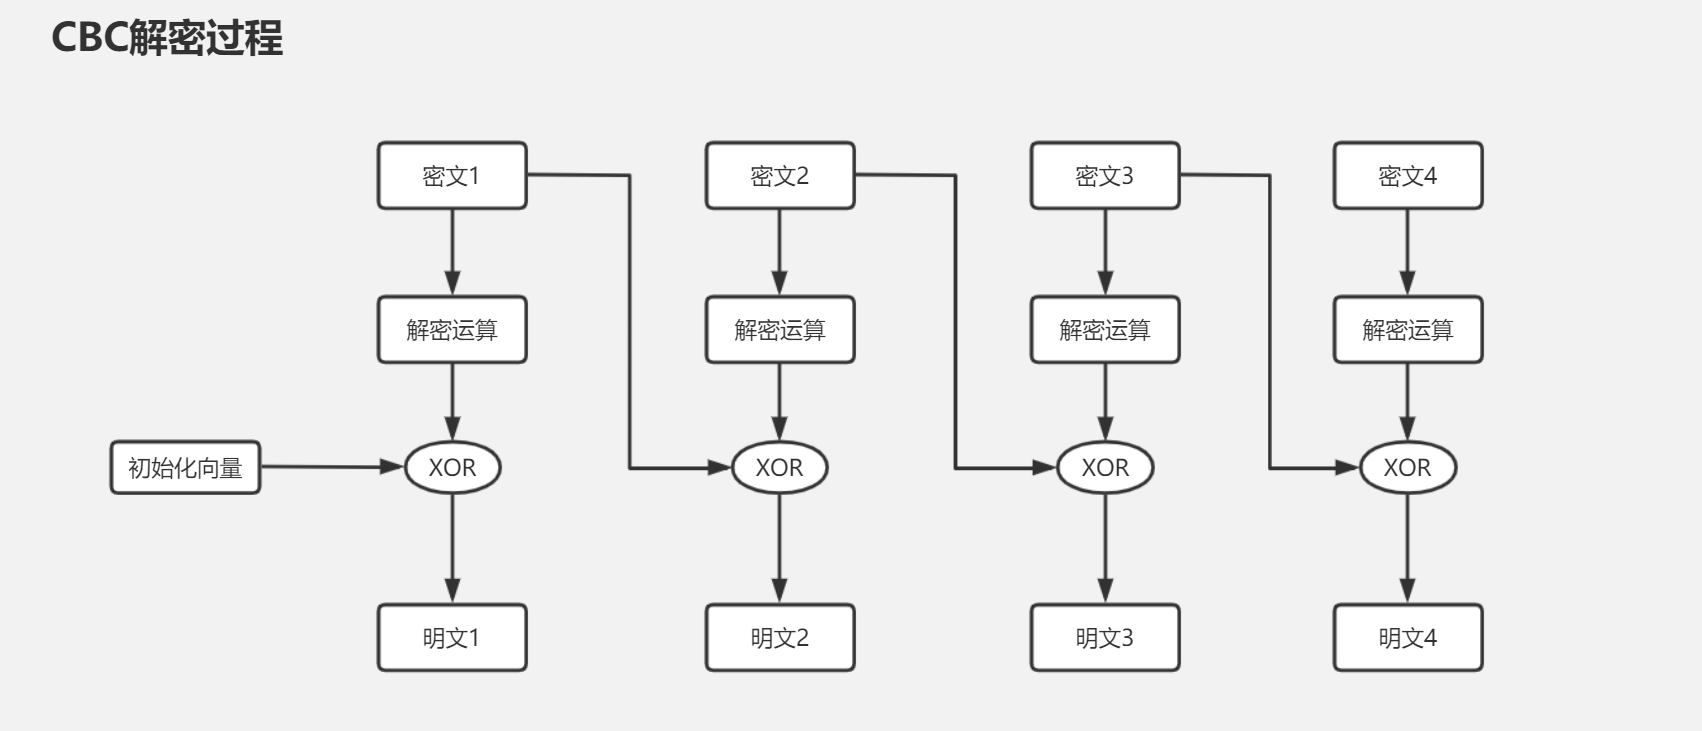 CBC解密过程
密文1
密文2
密文3
密文4
解密运算
解密运算
解密运算
解密运算
初始化向量
XOR
XOR
XOR
XOR
明文1
明文2
明文3
明文4